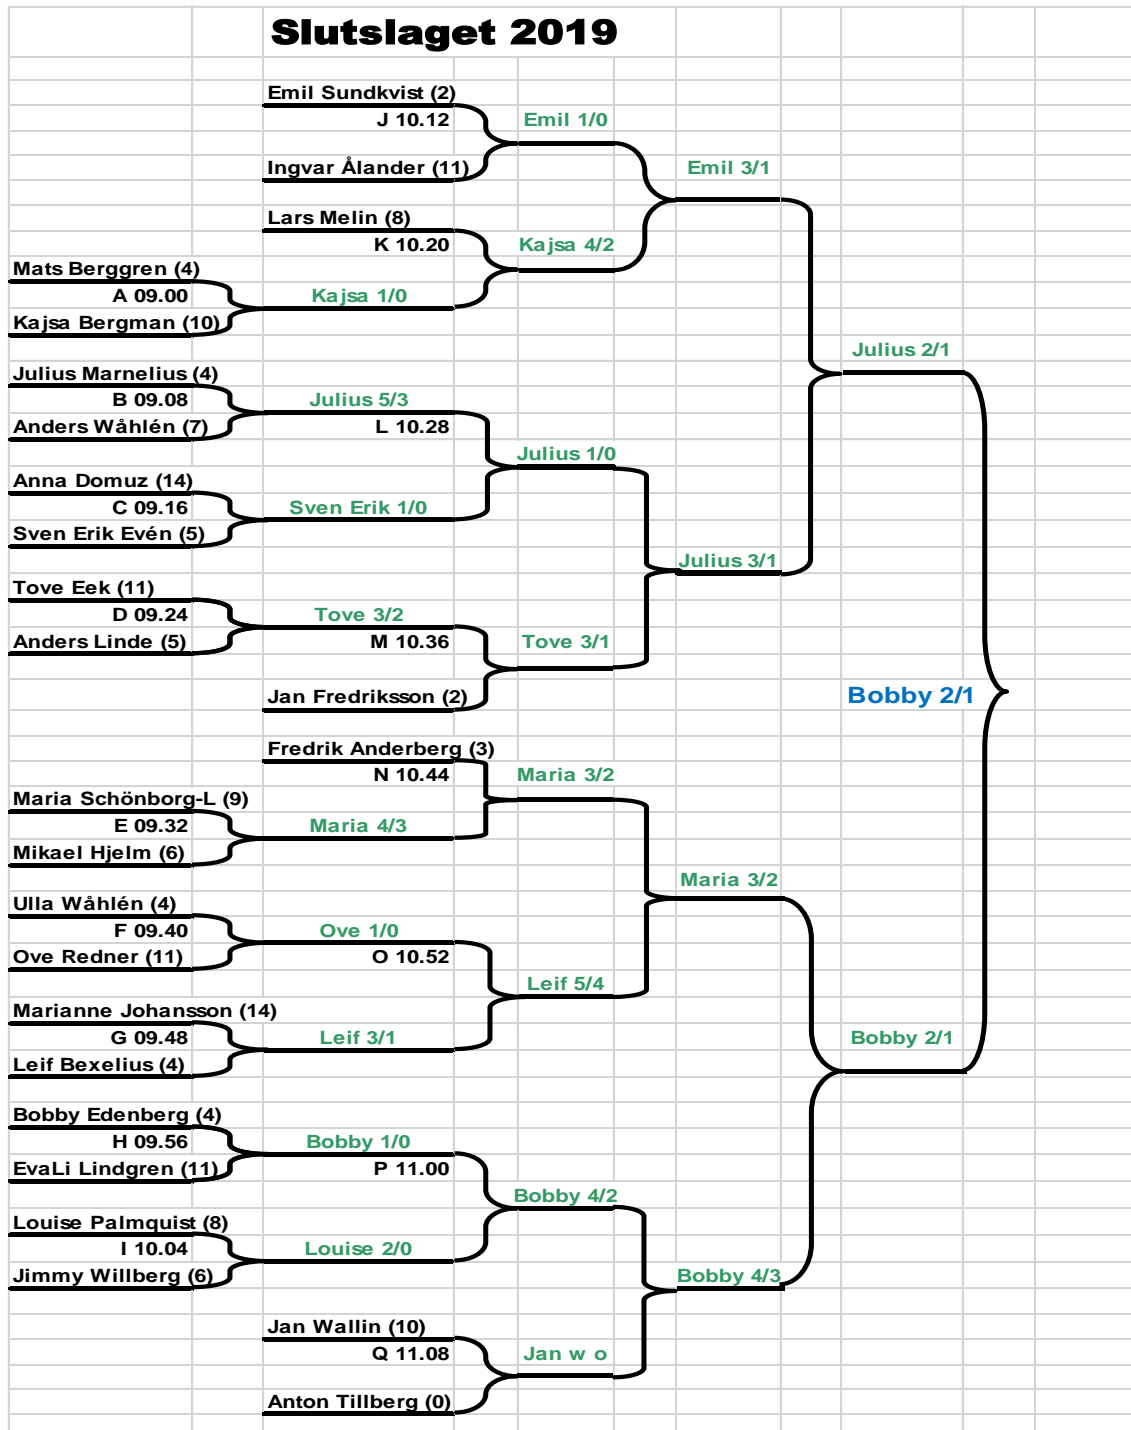 Slutslaget 2019
Emil Sundkvist (2)
J 10.12
Emil 1/0
Ingvar Ålander (11)
Emil 3/1
Lars Melin (8)
K 10.20
Kajsa 4/2
Mats Berggren (4)
A 09.00
Kajsa 1/0
Kajsa Bergman (10)
Julius 2/1
Julius Marnelius (4)
B 09.08
Julius 5/3
Anders Wåhlén (7)
L 10.28
Julius 1/0
Anna Domuz (14)
C 09.16
Sven Erik 1/0
Sven Erik Evén (5)
Julius 3/1
Tove Eek (11)
D 09.24
Tove 3/2
Anders Linde (5)
M 10.36
Tove 3/1
Jan Fredriksson (2)
Bobby 2/1
Fredrik Anderberg (3)
N 10.44
Maria 3/2
Maria Schönborg-L (9)
E 09.32
Maria 4/3
Mikael Hjelm (6)
Maria 3/2
Ulla Wåhlén (4)
F 09.40
Ove 1/0
Ove Redner (11)
O 10.52
Leif 5/4
Marianne Johansson (14)
G 09.48
Leif 3/1
Bobby 2/1
Leif Bexelius (4)
Bobby Edenberg (4)
H 09.56
Bobby 1/0
EvaLi Lindgren (11)
P 11.00
Bobby 4/2
Louise Palmquist (8)
I 10.04
Louise 2/0
Jimmy Willberg (6)
Bobby 4/3
Jan Wallin (10)
Q 11.08
Jan w o
Anton Tillberg (0)